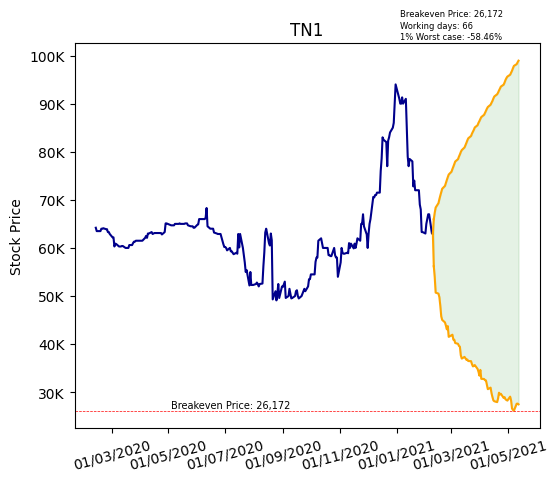 Breakeven Price: 26,172
Working days: 66
1% Worst case: -58.46%
TN1
Stock Price
100K
90K
80K
70K
60K
50K
40K
30K
Breakeven Price: 26,172
01/03/2020
01/05/2020
01/07/2020
01/09/2020
01/11/2020
01/01/2021
01/03/2021
01/05/2021